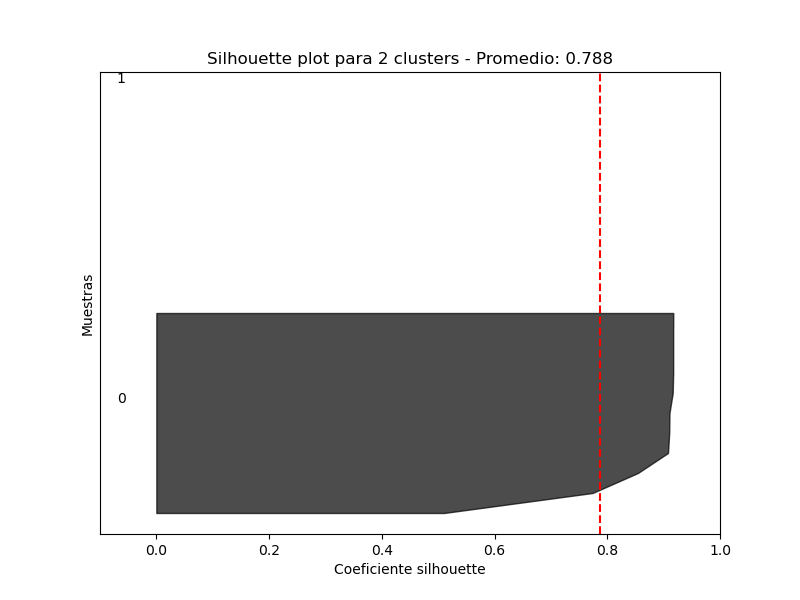 Silhouette plot para 2 clusters - Promedio: 0.788
1
Muestras
0
0.0 0.2 0.4 0.6 0.8 1.0
Coeficiente silhouette